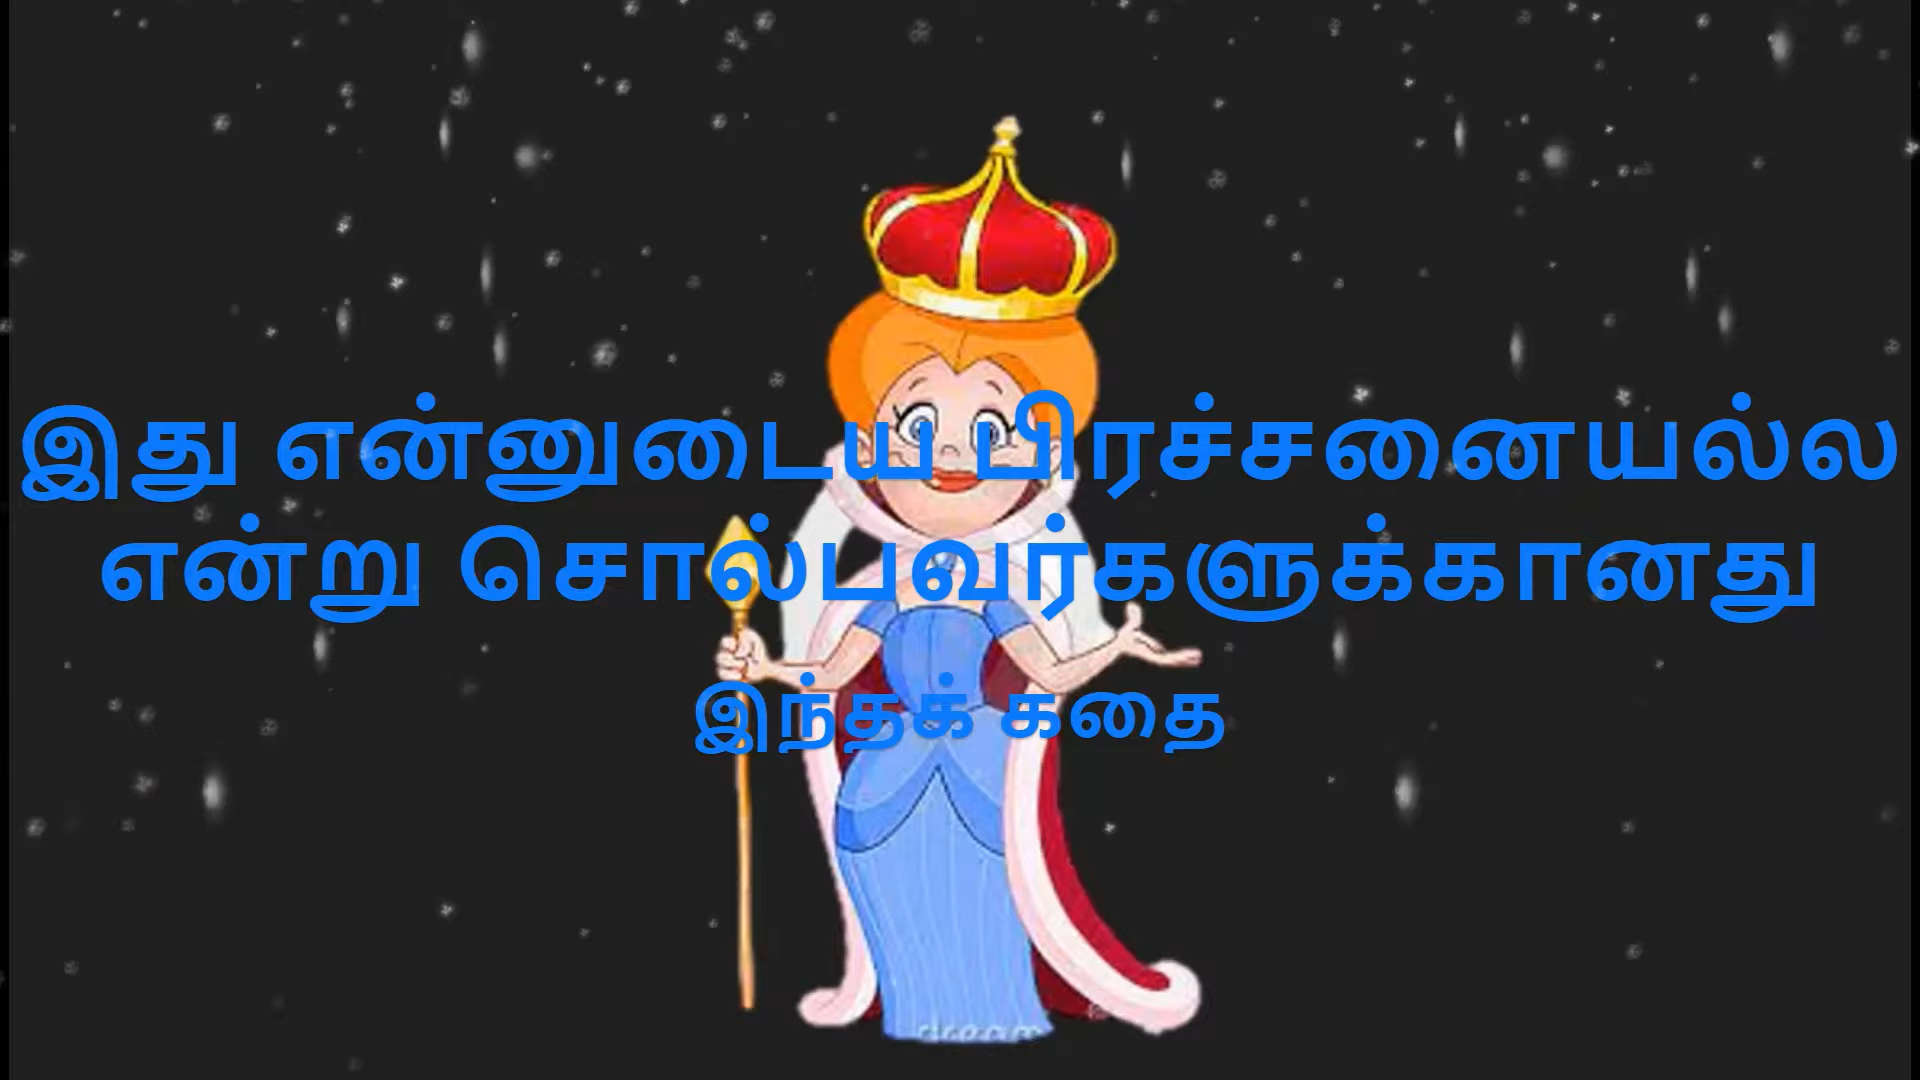 இது என்னுடைய பிரச்சனையல்ல
என்று சொல்பவர்களுக்கானது
இந்தக் கதை